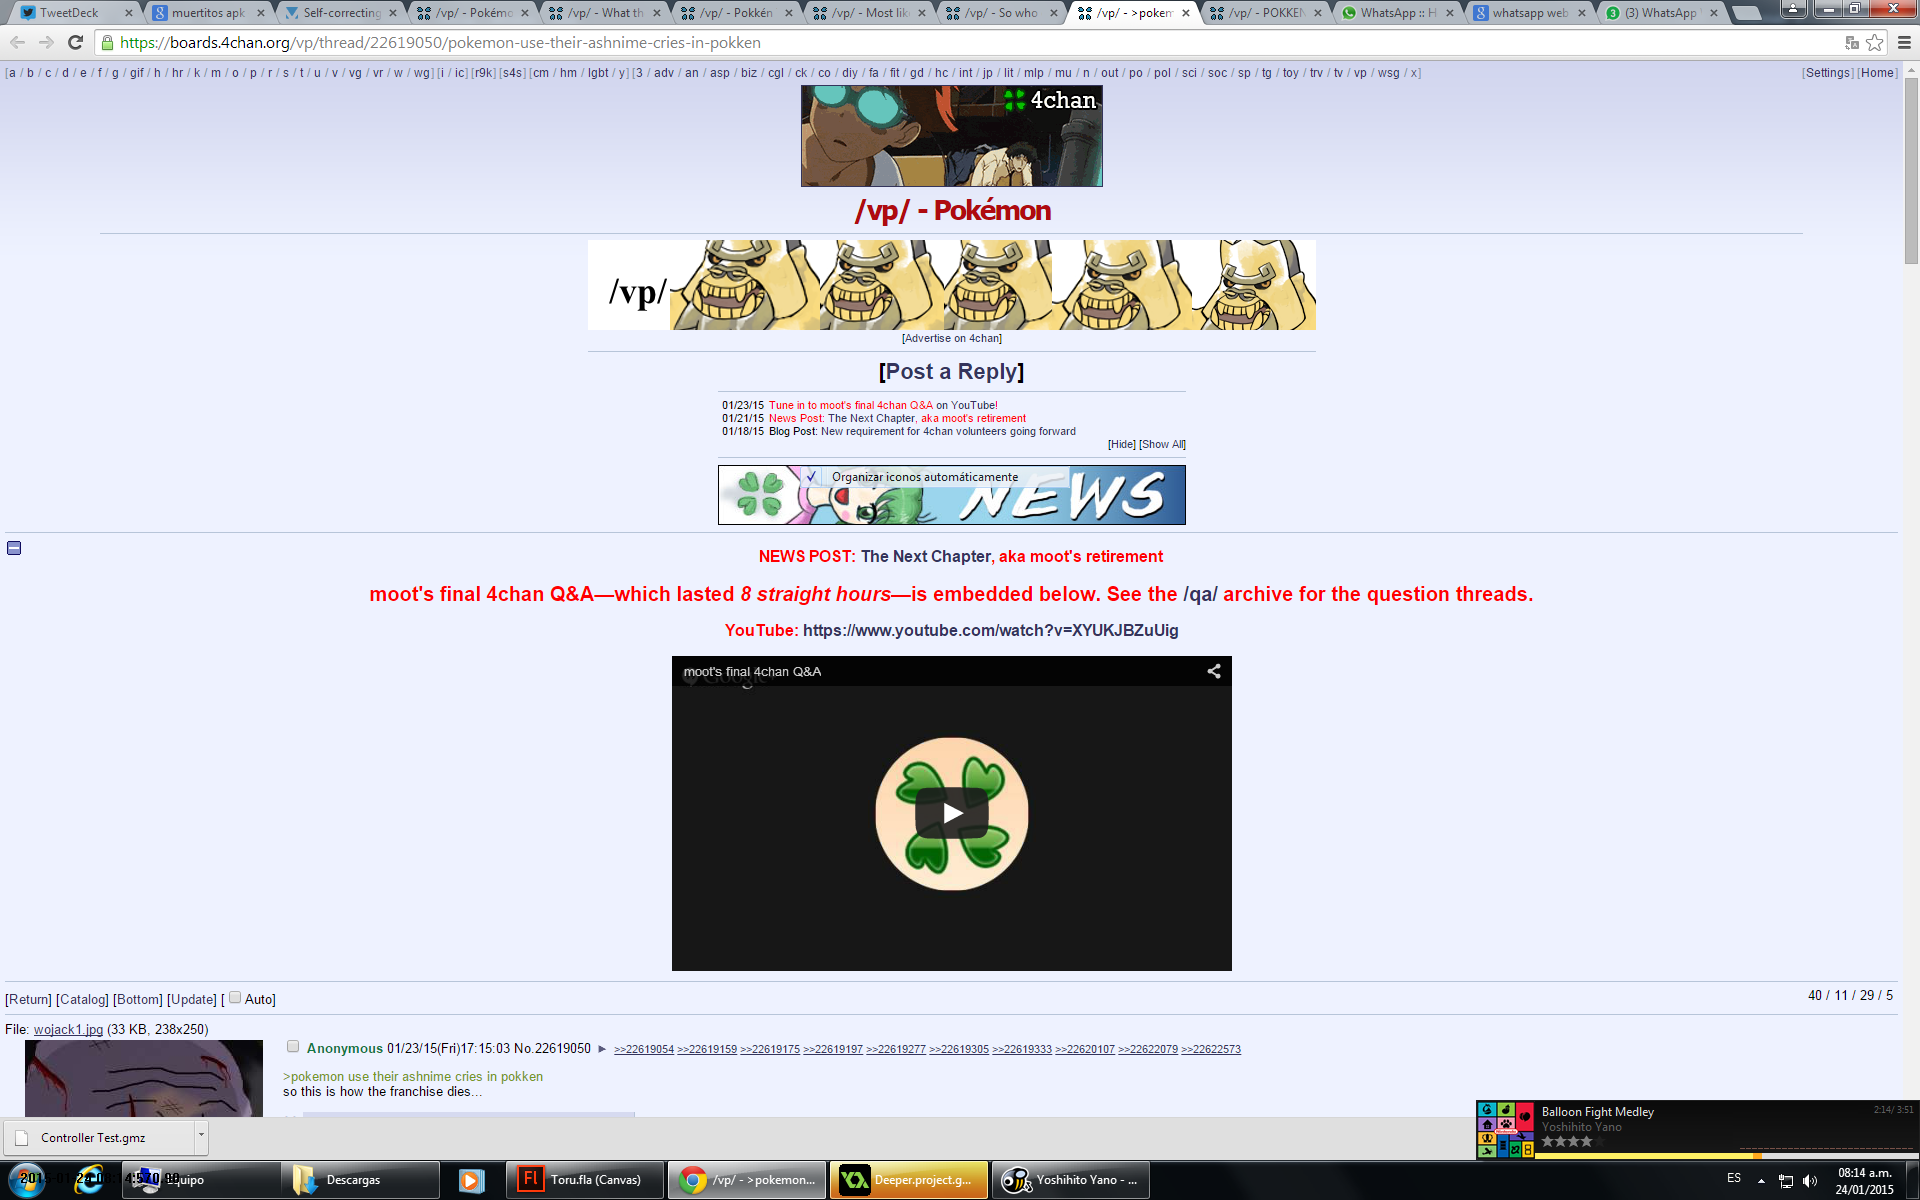 TweetDeck
muertitos apk
Self-correcting
/vp/ - Pokémo
/vp/ - What th
/vp/ - Pokkén
/vp/ - Most lik
/vp/ - So who
/vp/ - >pokem
/vp/ - POKKEN
WhatsApp :: H
whatsapp web
(3) WhatsApp
https://boards.4chan.org/vp/thread/22619050/pokemon-use-their-ashnime-cries-in-pokken
[a / b / c / d / e / f / g / gif / h / hr / k / m / o / p / r / s / t / u / v / vg / vr / w / wg] [i / ic] [r9k] [s4s] [cm / hm / lgbt / y] [3 / adv / an / asp / biz / cgl / ck / co / diy / fa / fit / gd / hc / int / jp / lit / mlp / mu / n / out / po / pol / sci / soc / sp / tg / toy / trv / tv / vp / wsg / x]
[Settings] [Home]
4chan
/vp/ - Pokémon
/vp/
[Advertise on 4chan]
[Post a Reply]
01/23/15 Tune in to moot's final 4chan Q&A on YouTube!
01/21/15 News Post: The Next Chapter, aka moot's retirement
01/18/15 Blog Post: New requirement for 4chan volunteers going forward
[Hide] [Show All]
Organizar iconos automáticamente
NEWS
NEWS POST: The Next Chapter, aka moot's retirement
moot's final 4chan Q&A—which lasted 8 straight hours—is embedded below. See the /qa/ archive for the question threads.
YouTube: https://www.youtube.com/watch?v=XYUKJBZuUig
moot's final 4chan Q&A
[Return] [Catalog] [Bottom] [Update] [ Auto]
40 / 11 / 29 / 5
File: wojack1.jpg (33 KB, 238x250)
Anonymous 01/23/15(Fri)17:15:03 No.22619050 ► >>22619054 >>22619159 >>22619175 >>22619197 >>22619277 >>22619305 >>22619333 >>22620107 >>22622079 >>22622573
>pokemon use their ashnime cries in pokken
so this is how the franchise dies...
Controller Test.gmz
Balloon Fight Medley
2:14/ 3:51
Yoshihito Yano
Equipo
Descargas
Toru.fla (Canvas)
/vp/ - >pokemon...
Deeper.project.g...
Yoshihito Yano - ...
ES
08:14 a.m.
24/01/2015